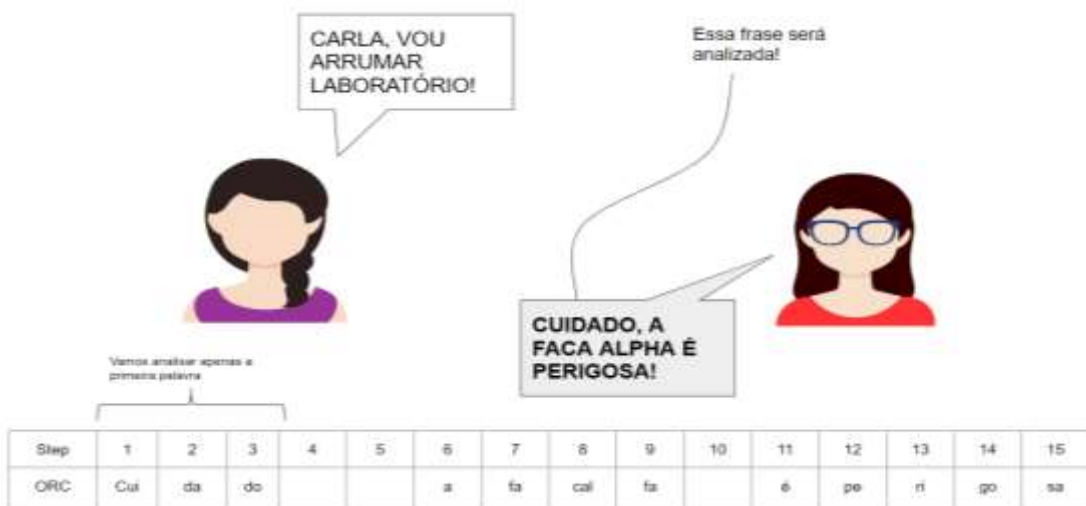 CARLA, VOU
ARRUMAR
LABORATÓRIO!
Essa frase será
analizada!
CUIDADO, A
FACA ALPHA É
PERIGOSA!
Vamos analisar apenas a
primeira palavra
Step 1 2 3 4 5 6 7 8 9 10 11 12 13 14 15
ORC Cui da do a fa cal fa é pe ri go sa